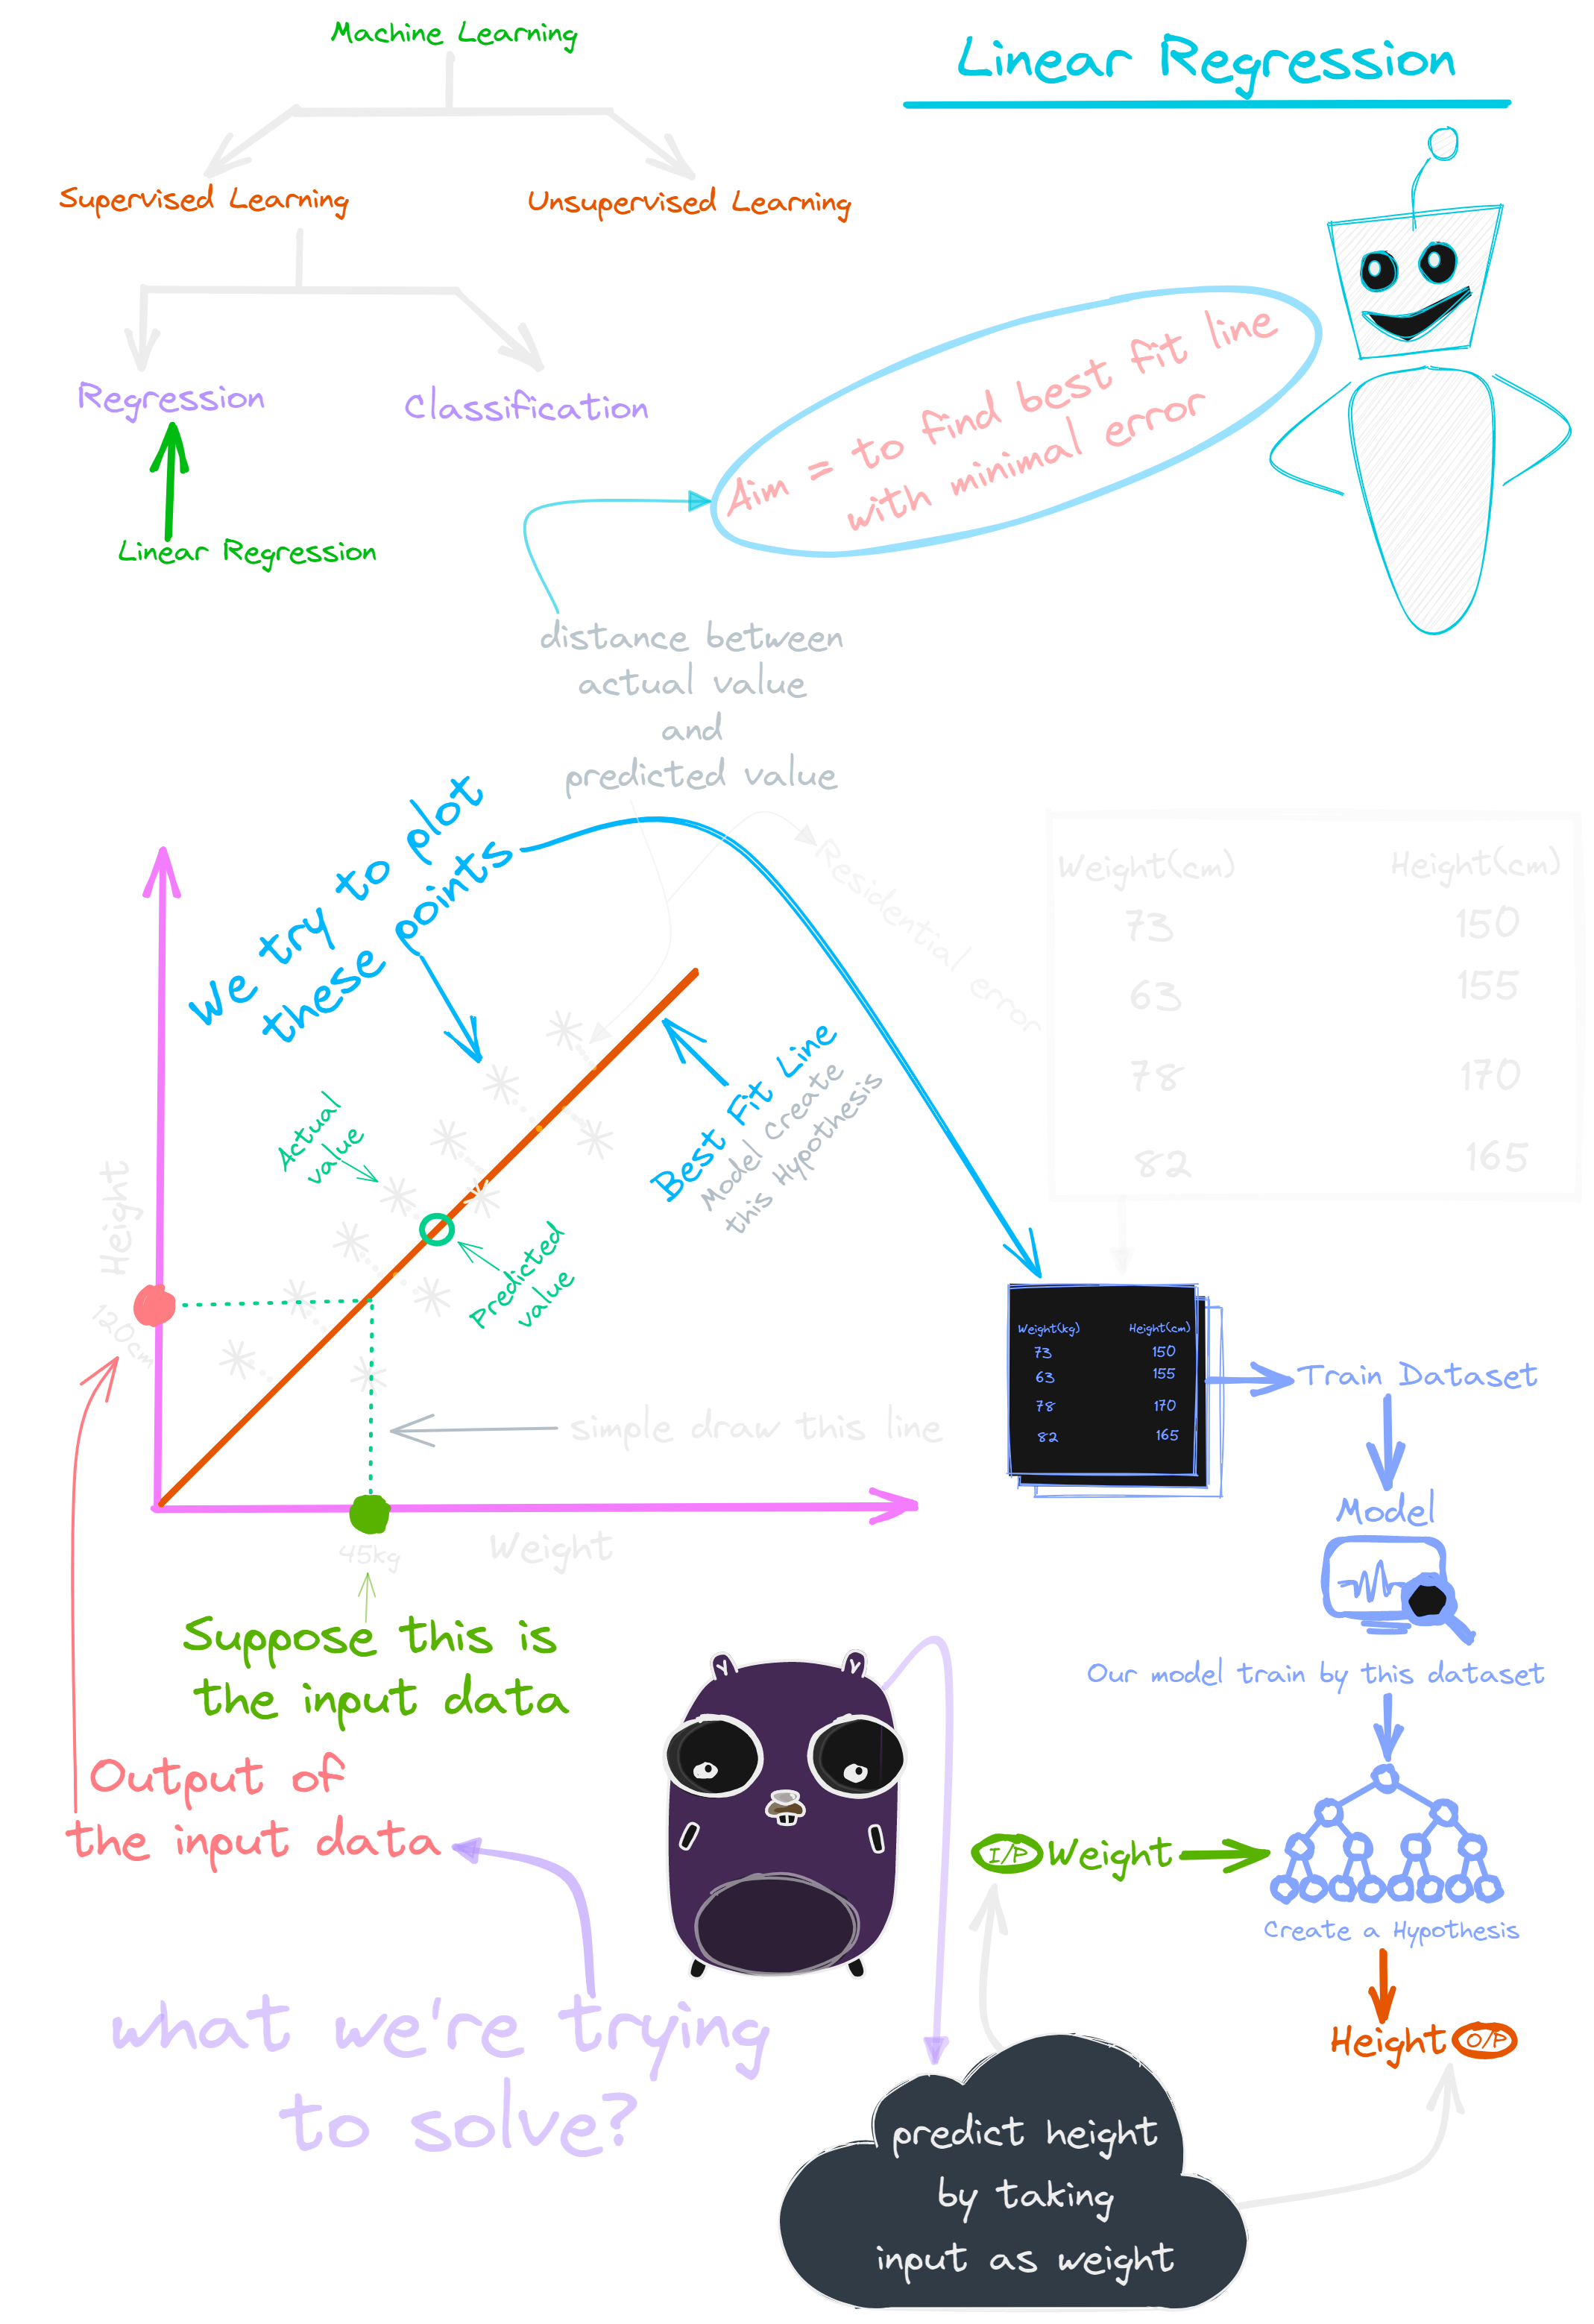 Machine Learning
Linear Regression
Supervised Learning
Unsupervised Learning
Regression
Classification
Linear Regression
Aim = to find best fit line
with minimal error
distance between
actual value
and
predicted value
we try to plot
these points
Residential error
Weight(cm) Height(cm)
73 150
63 155
78 170
82 165
Best Fit Line
Model Create
this Hypothesis
Actual
value
Predicted
value
Height
120cm
simple draw this line
45kg
Weight
Weight(kg) Height(cm)
73 150
63 155
78 170
82 165
Train Dataset
Model
Our model train by this dataset
Suppose this is
the input data
Output of
the input data
I/P Weight
Create a Hypothesis
Height O/P
what we're trying
to solve?
predict height
by taking
input as weight